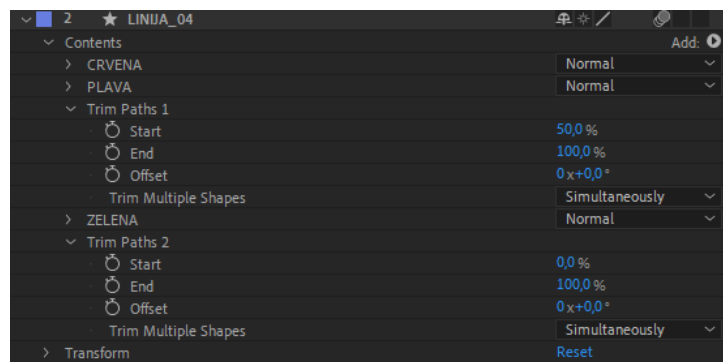 2 LINIJA_04
Contents Add:
CRVENA Normal
PLAVA Normal
Trim Paths 1
Start 50,0 %
End 100,0 %
Offset 0x+0,0°
Trim Multiple Shapes Simultaneously
ZELENA Normal
Trim Paths 2
Start 0,0 %
End 100,0 %
Offset 0x+0,0°
Trim Multiple Shapes Simultaneously
Transform Reset